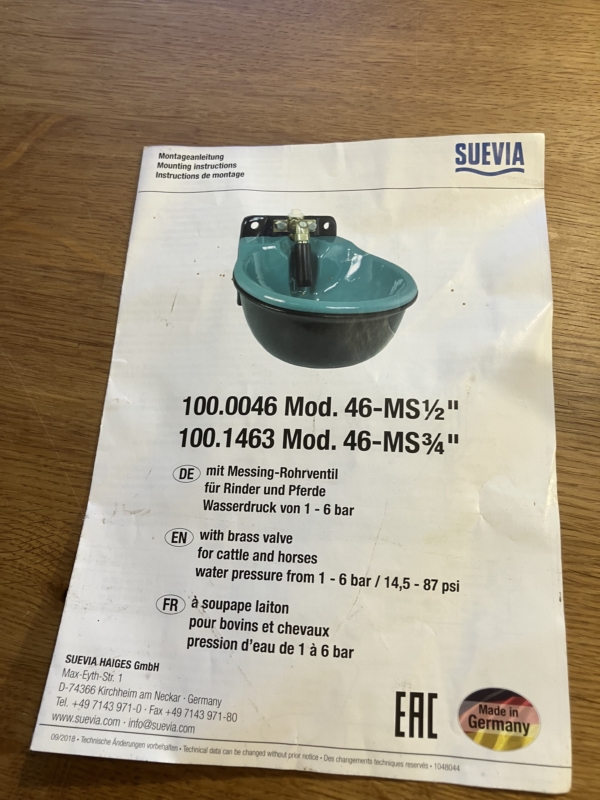 Montageanleitung
Mounting instructions
Instructions de montage
SUEVIA
100.0046 Mod. 46-MS½"
100.1463 Mod. 46-MS¾"
DE mit Messing-Rohrventil
für Rinder und Pferde
Wasserdruck von 1 - 6 bar
EN with brass valve
for cattle and horses
water pressure from 1 - 6 bar / 14,5 - 87 psi
FR à soupape laiton
pour bovins et chevaux
pression d'eau de 1 à 6 bar
SUEVIA HAIGES GmbH
Max-Eyth-Str. 1
D-74366 Kirchheim am Neckar · Germany
Tel. +49 7143 971-0 · Fax +49 7143 971-80
www.suevia.com · info@suevia.com
EAC
Made in
Germany
09/2018 • Technische Änderungen vorbehalten • Technical data can be changed without prior notice • Des changements techniques reservés • 1048044